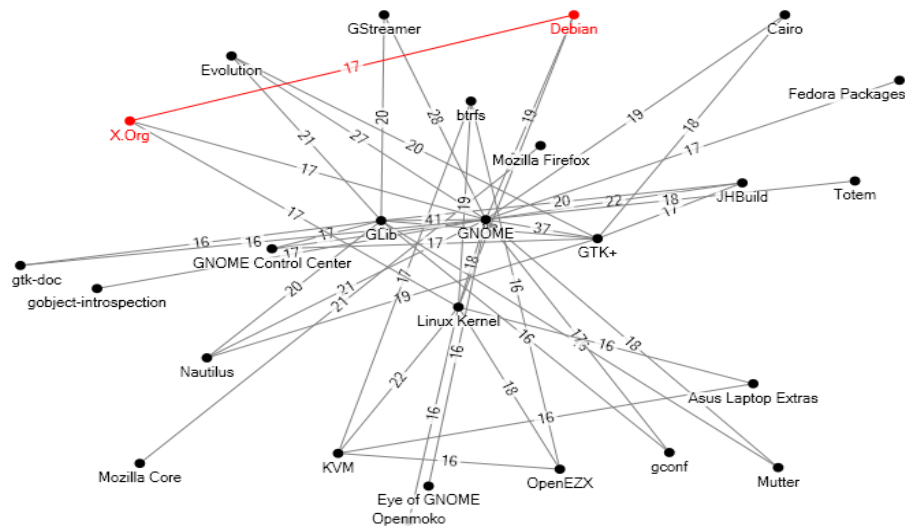 GStreamer
Debian
Cairo
17
Evolution
Fedora Packages
20
28
btrfs
19
19
18
X.Org
21
27
20
Mozilla Firefox
17
17
19
20
22
18
JHBuild
Totem
17
41
37
17
GLib
GNOME
17
16
16
17
17
GTK+
gtk-doc
GNOME Control Center
17
18
gobject-introspection
20
21
21
19
16
Linux Kernel
16
17
18
16
16
Nautilus
22
18
Asus Laptop Extras
16
16
16
Mozilla Core
KVM
OpenEZX
gconf
Mutter
Eye of GNOME
Openmoko